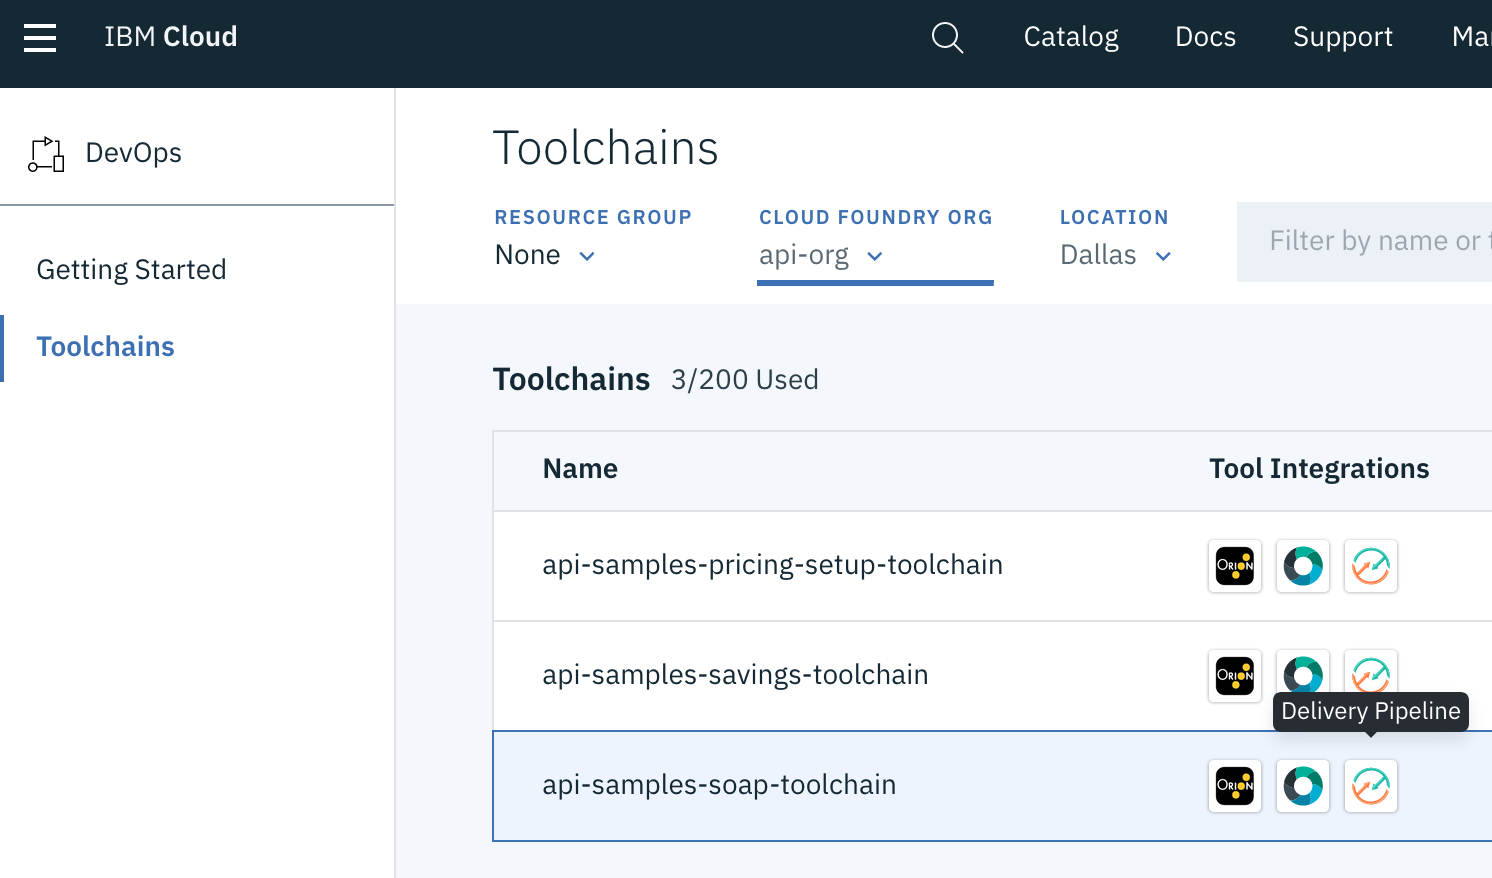 IBM Cloud
Catalog
Docs
Support
DevOps
Getting Started
Toolchains
Toolchains
RESOURCE GROUP
None
CLOUD FOUNDRY ORG
api-org
LOCATION
Dallas
Filter by name or
Toolchains 3/200 Used
Name
Tool Integrations
api-samples-pricing-setup-toolchain
ORION
api-samples-savings-toolchain
ORION
Delivery Pipeline
api-samples-soap-toolchain
ORION